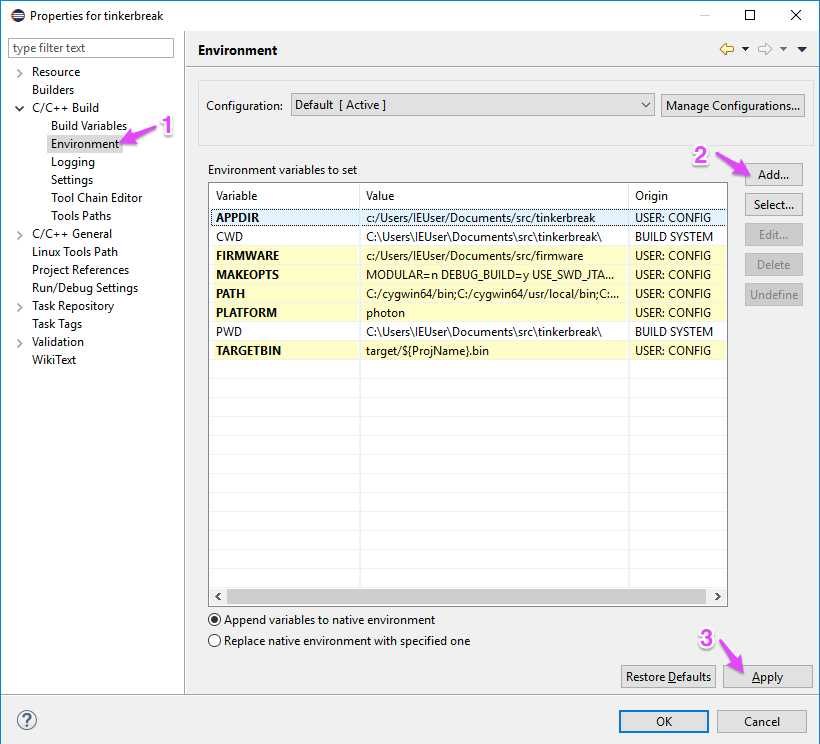 Properties for tinkerbreak
type filter text
Resource
Builders
C/C++ Build
Build Variables
Environment
Logging
Settings
Tool Chain Editor
Tools Paths
C/C++ General
Linux Tools Path
Project References
Run/Debug Settings
Task Repository
Task Tags
Validation
WikiText
1
Environment
Configuration: Default [ Active ] Manage Configurations...
Environment variables to set
2
Add...
Select...
Edit...
Delete
Undefine
Variable Value Origin
APPDIR c:/Users/IEUser/Documents/src/tinkerbreak USER: CONFIG
CWD C:\Users\IEUser\Documents\src\tinkerbreak\ BUILD SYSTEM
FIRMWARE c:/Users/IEUser/Documents/src/firmware USER: CONFIG
MAKEOPTS MODULAR=n DEBUG_BUILD=y USE_SWD_JTA... USER: CONFIG
PATH C:/cygwin64/bin;C:/cygwin64/usr/local/bin;C:... USER: CONFIG
PLATFORM photon USER: CONFIG
PWD C:\Users\IEUser\Documents\src\tinkerbreak\ BUILD SYSTEM
TARGETBIN target/${ProjName}.bin USER: CONFIG
Append variables to native environment
Replace native environment with specified one
3
Restore Defaults Apply
? OK Cancel